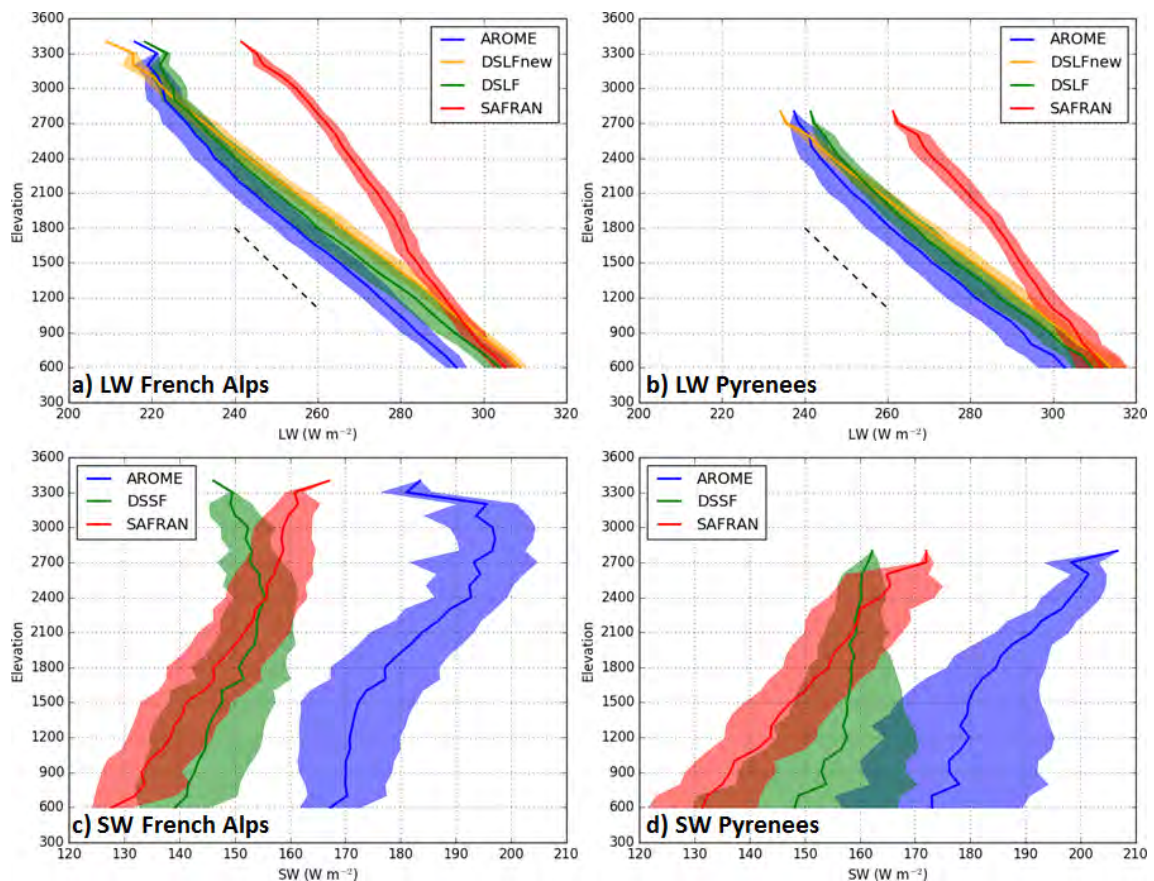 3600
3300
3000
2700
2400
2100
1800
1500
1200
900
600
300
Elevation
AROME
DSLFnew
DSLF
SAFRAN
a) LW French Alps
200 220 240 260 280 300 320
LW (W m⁻²)
3600
3300
3000
2700
2400
2100
1800
1500
1200
900
600
300
Elevation
AROME
DSLFnew
DSLF
SAFRAN
b) LW Pyrenees
200 220 240 260 280 300 320
LW (W m⁻²)
3600
3300
3000
2700
2400
2100
1800
1500
1200
900
600
300
Elevation
AROME
DSSF
SAFRAN
c) SW French Alps
120 130 140 150 160 170 180 190 200 210
SW (W m⁻²)
3600
3300
3000
2700
2400
2100
1800
1500
1200
900
600
300
Elevation
AROME
DSSF
SAFRAN
d) SW Pyrenees
120 130 140 150 160 170 180 190 200 210
SW (W m⁻²)